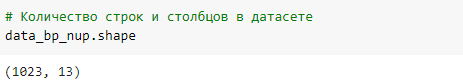 # Количество строк и столбцов в датасете
data_bp_nup.shape
(1023, 13)